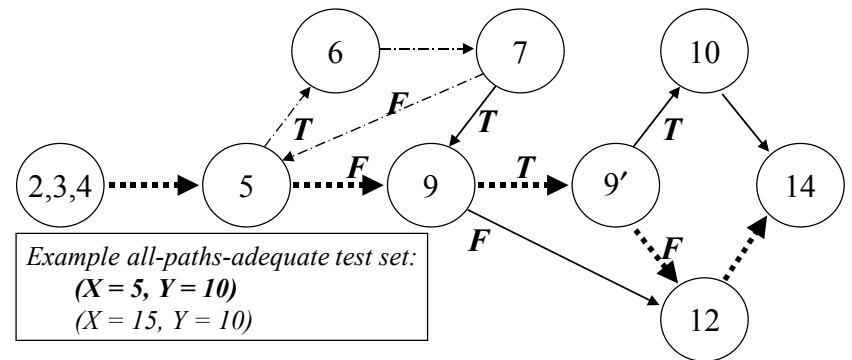 6
7
10
F
T
T
T
2,3,4
5
F
9
T
9′
14
F
F
12
Example all-paths-adequate test set:
(X = 5, Y = 10)
(X = 15, Y = 10)